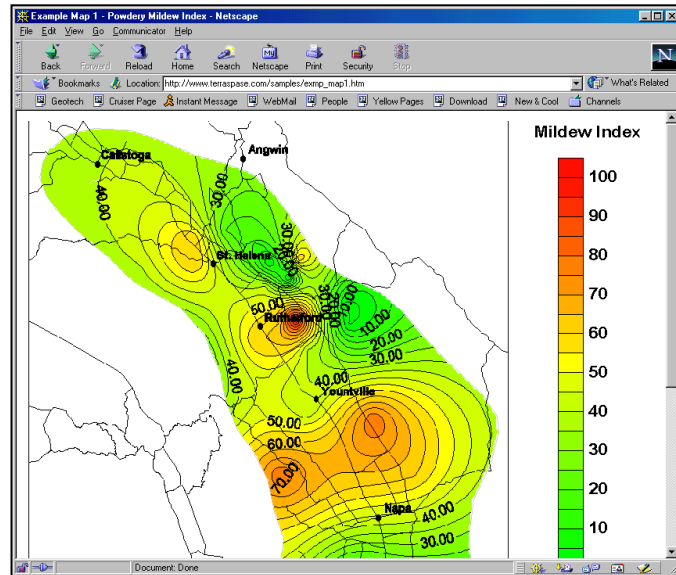 Example Map 1 - Powdery Mildew Index - Netscape
File Edit View Go Communicator Help
Back Forward Reload Home Search Netscape Print Security Stop
Bookmarks Location: http://www.terraspase.com/samples/exmp_map1.htm What's Related
Geotech Cruiser Page Instant Message WebMail People Yellow Pages Download New & Cool Channels
Mildew Index
Calistoga
Angwin
40.00
30.00
St. Helena
30.00
50.00
Rutherford
30.00
10.00
20.00
30.00
40.00
40.00
Yountville
50.00
60.00
70.00
Napa
40.00
30.00
100
90
80
70
60
50
40
30
20
10
Document: Done